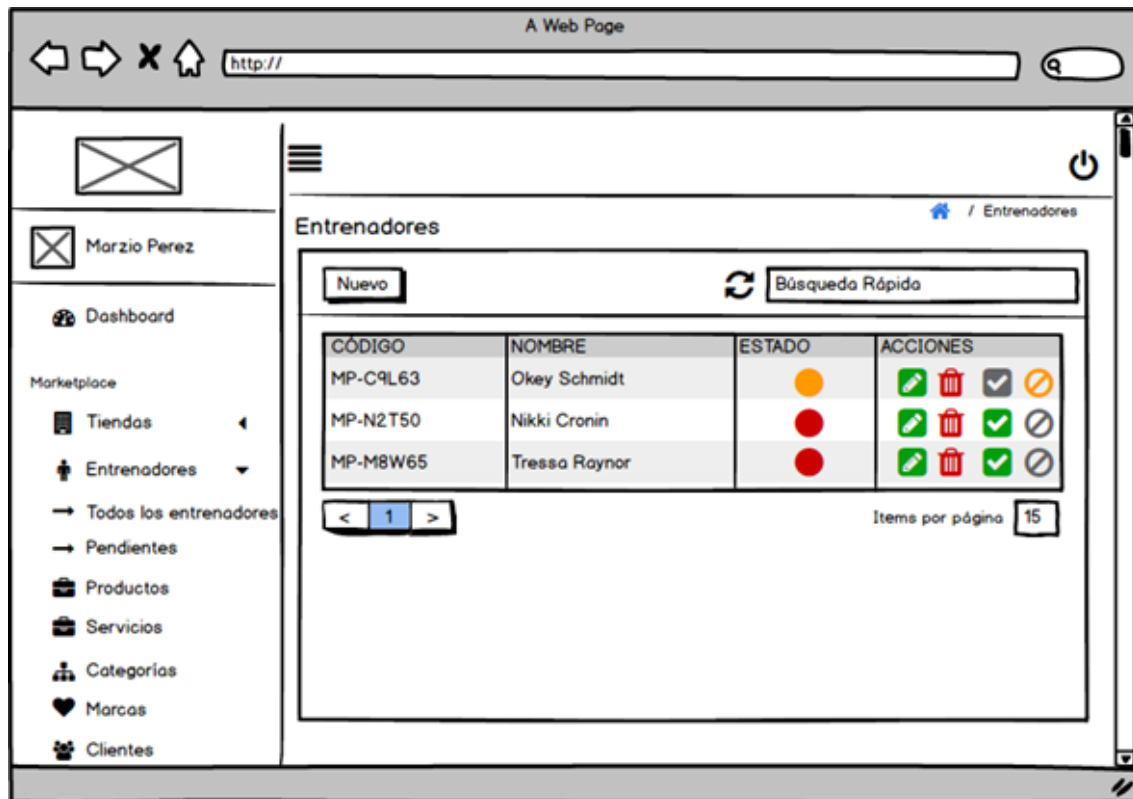 A Web Page
http://
Marzio Perez
Dashboard
Marketplace
Tiendas
Entrenadores
Todos los entrenadores
Pendientes
Productos
Servicios
Categorías
Marcas
Clientes
/ Entrenadores
Entrenadores
Nuevo
Búsqueda Rápida
CÓDIGO NOMBRE ESTADO ACCIONES
MP-C9L63 Okey Schmidt
MP-N2T50 Nikki Cronin
MP-M8W65 Tressa Raynor
< 1 > Items por página 15